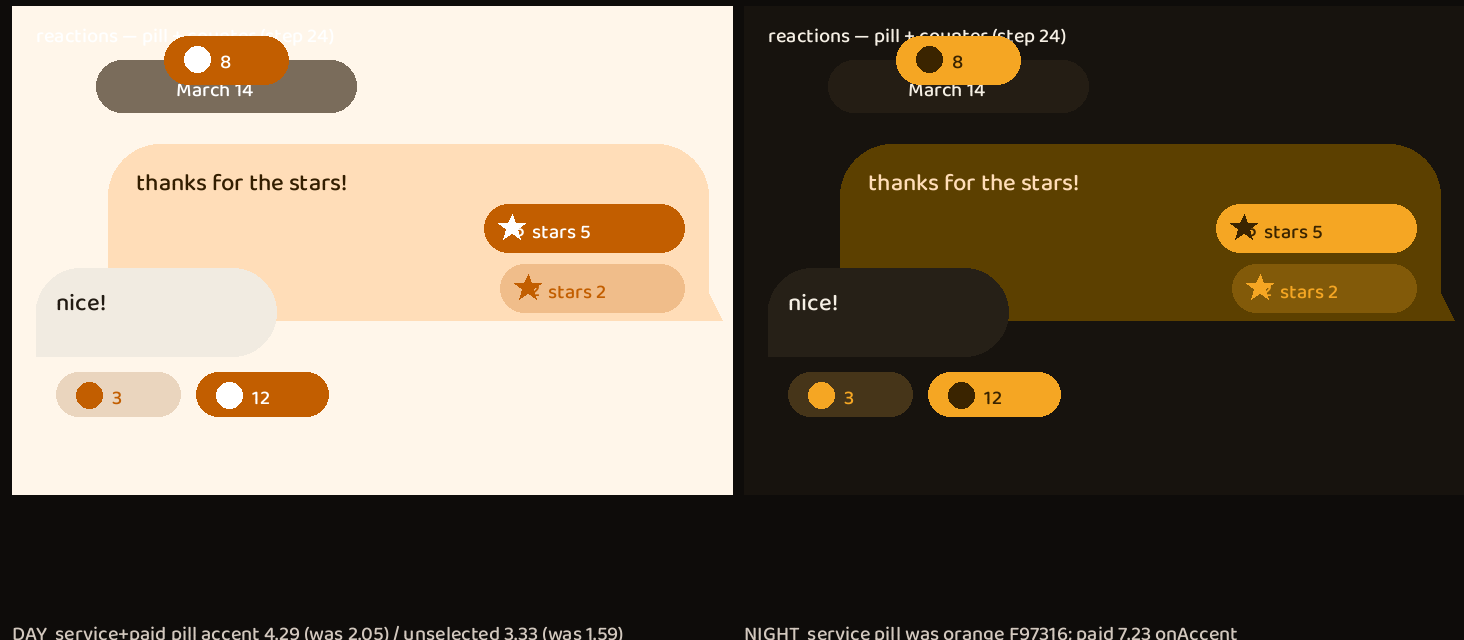 reactions — pill + counter (step 24)
8
March 14
thanks for the stars!
stars 5
stars 2
nice!
3
12
reactions — pill + counter (step 24)
8
March 14
thanks for the stars!
stars 5
stars 2
nice!
3
12
DAY service+paid pill accent 4.29 (was 2.05) / unselected 3.33 (was 1.59)
NIGHT service pill was orange F97316; paid 7.23 onAccent